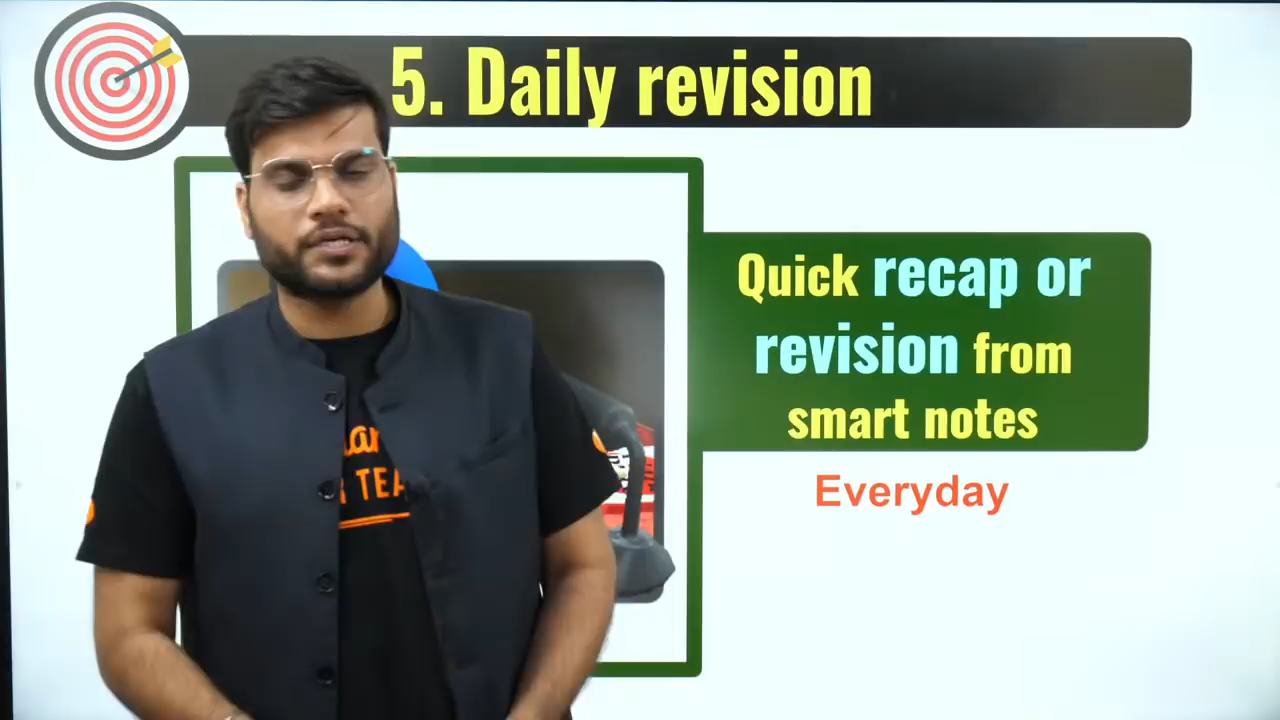 5. Daily revision
Quick recap or
revision from
smart notes
Everyday